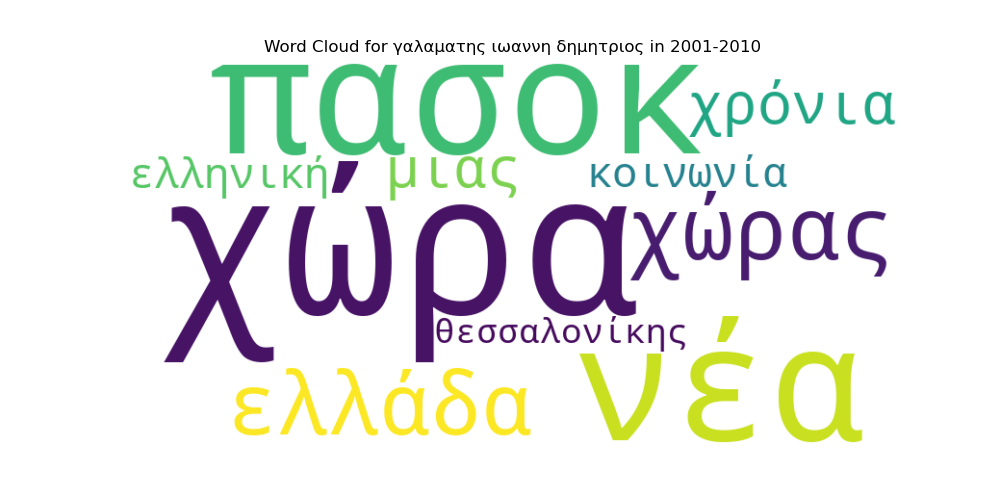 Word Cloud for γαλαματης ιωαννη δημητριος in 2001-2010
πασοκ
χρόνια
ελληνική μιας κοινωνία
χώρα
χώρας
θεσσαλονίκης
ελλάδα νέα